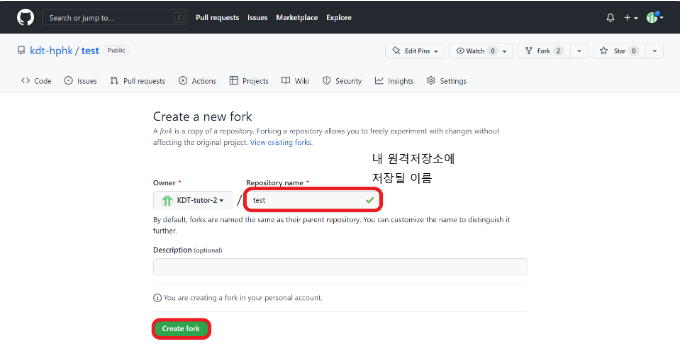 Search or jump to... /
Pull requests Issues Marketplace Explore
kdt-hphk / test Public
Edit Pins Watch 0 Fork 2 Star 0
Code Issues Pull requests Actions Projects Wiki Security Insights Settings
Create a new fork
A fork is a copy of a repository. Forking a repository allows you to freely experiment with changes without
affecting the original project. View existing forks.
내 원격저장소에
저장될 이름
Owner * Repository name *
KDT-tutor-2 / test
By default, forks are named the same as their parent repository. You can customize the name to distinguish it
further.
Description (optional)
You are creating a fork in your personal account.
Create fork